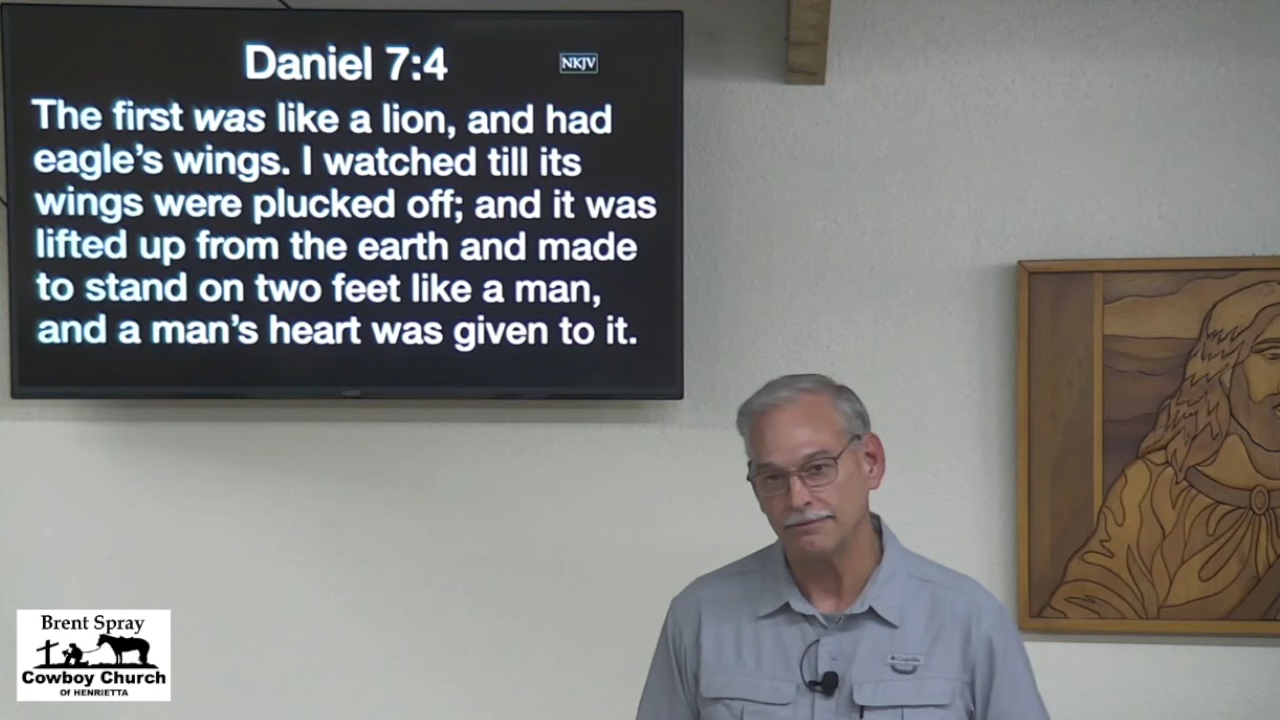 Daniel 7:4
NKJV
The first was like a lion, and had
eagle's wings. I watched till its
wings were plucked off; and it was
lifted up from the earth and made
to stand on two feet like a man,
and a man's heart was given to it.
Columbia
Brent Spray
Cowboy Church
OF HENRIETTA